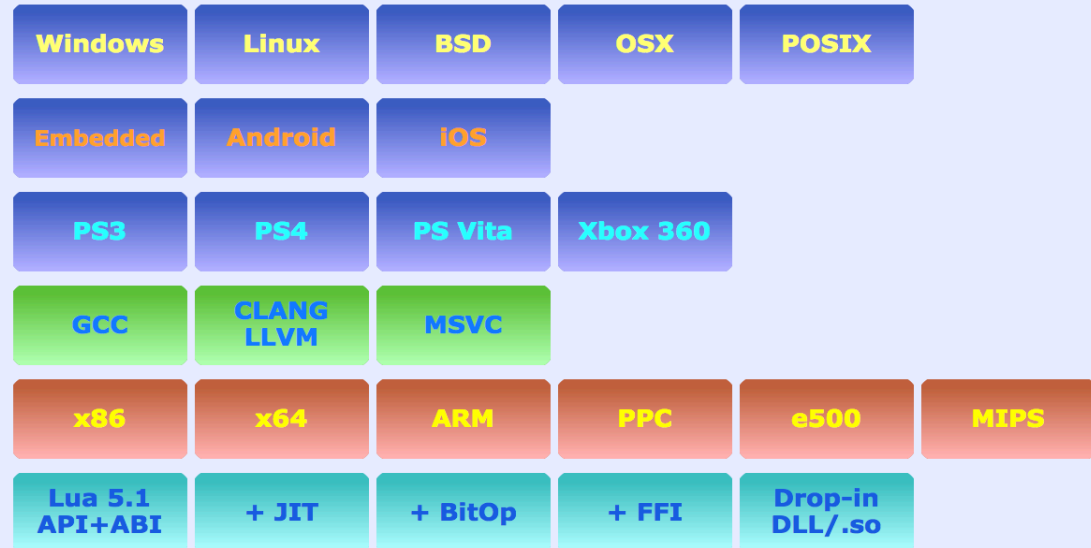 Windows Linux BSD OSX POSIX
Embedded Android iOS
PS3 PS4 PS Vita Xbox 360
GCC CLANG LLVM MSVC
x86 x64 ARM PPC e500 MIPS
Lua 5.1 API+ABI + JIT + BitOp + FFI Drop-in DLL/.so